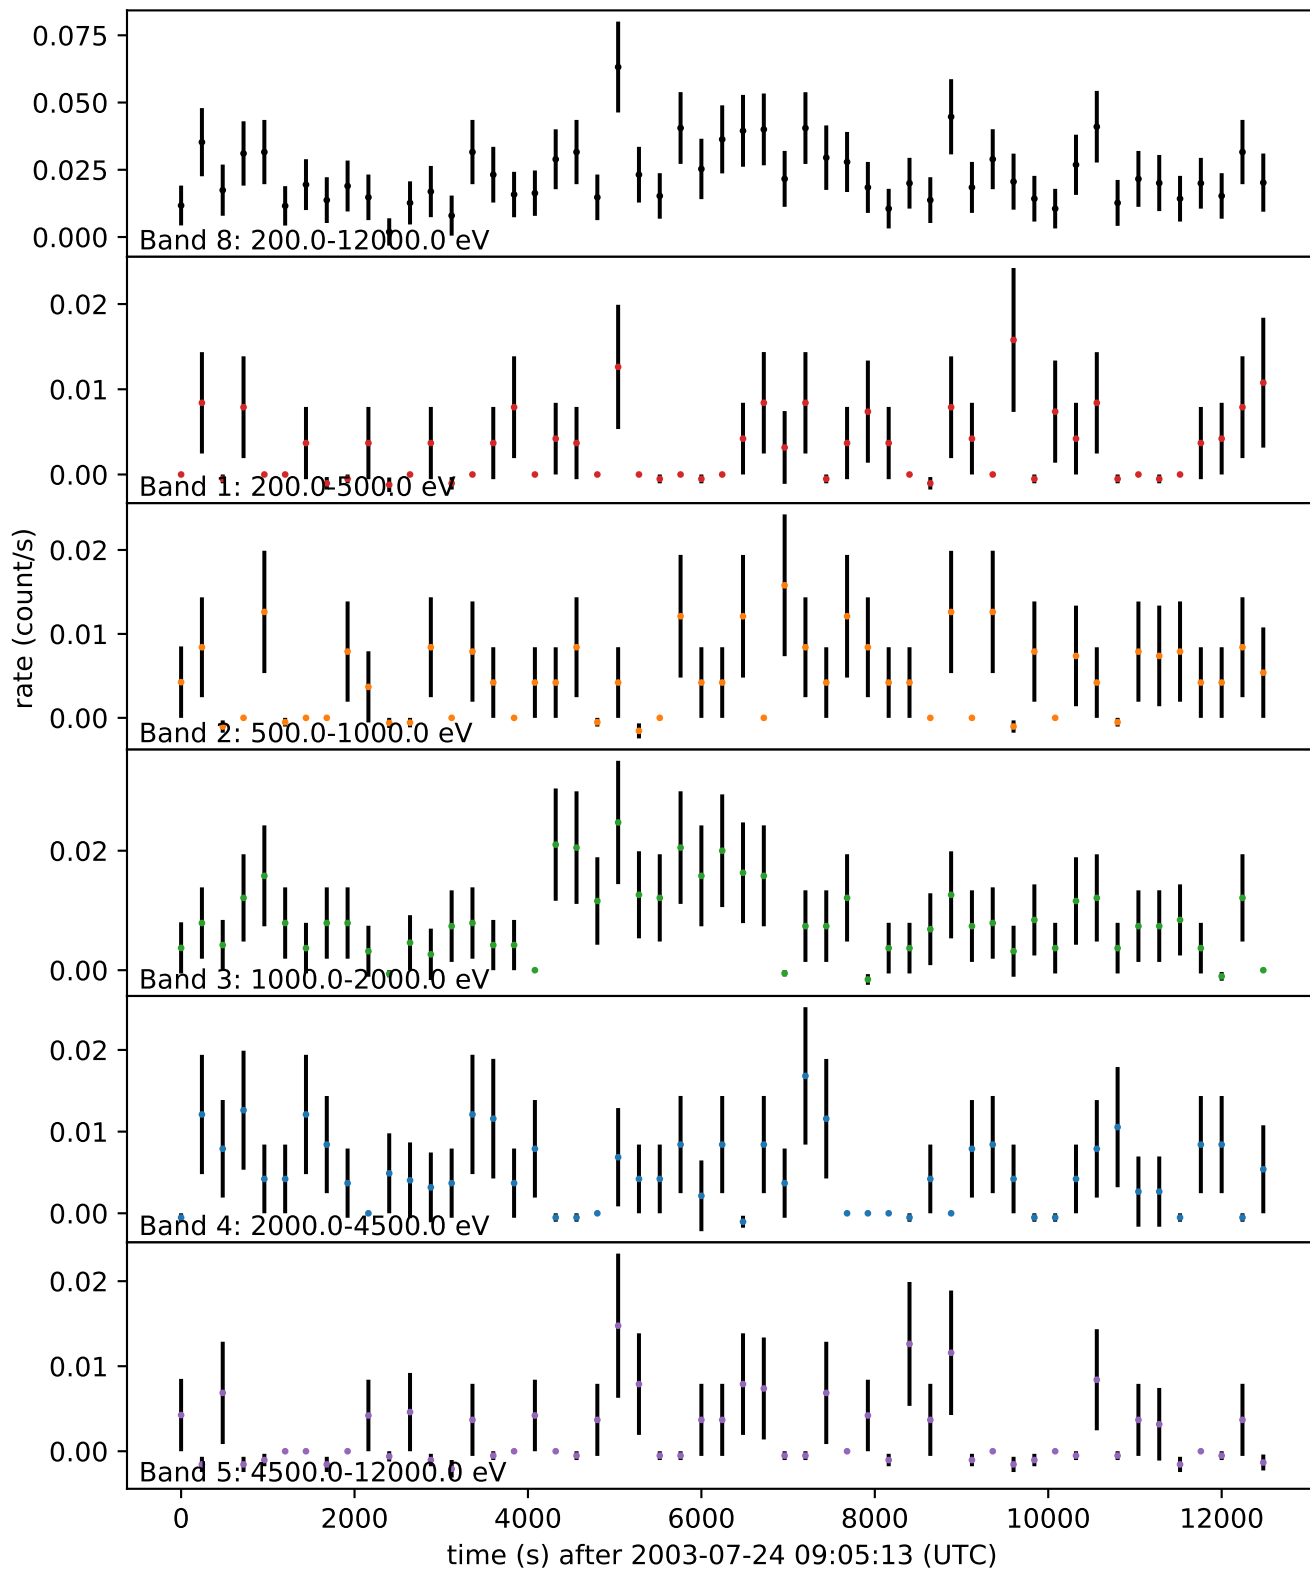 0.075
0.050
0.025
0.000
Band 8: 200.0-12000.0 eV
0.02
0.01
0.00
Band 1: 200.0-500.0 eV
0.02
0.01
0.00
Band 2: 500.0-1000.0 eV
rate (count/s)
0.02
0.00
Band 3: 1000.0-2000.0 eV
0.02
0.01
0.00
Band 4: 2000.0-4500.0 eV
0.02
0.01
0.00
Band 5: 4500.0-12000.0 eV
0 2000 4000 6000 8000 10000 12000
time (s) after 2003-07-24 09:05:13 (UTC)